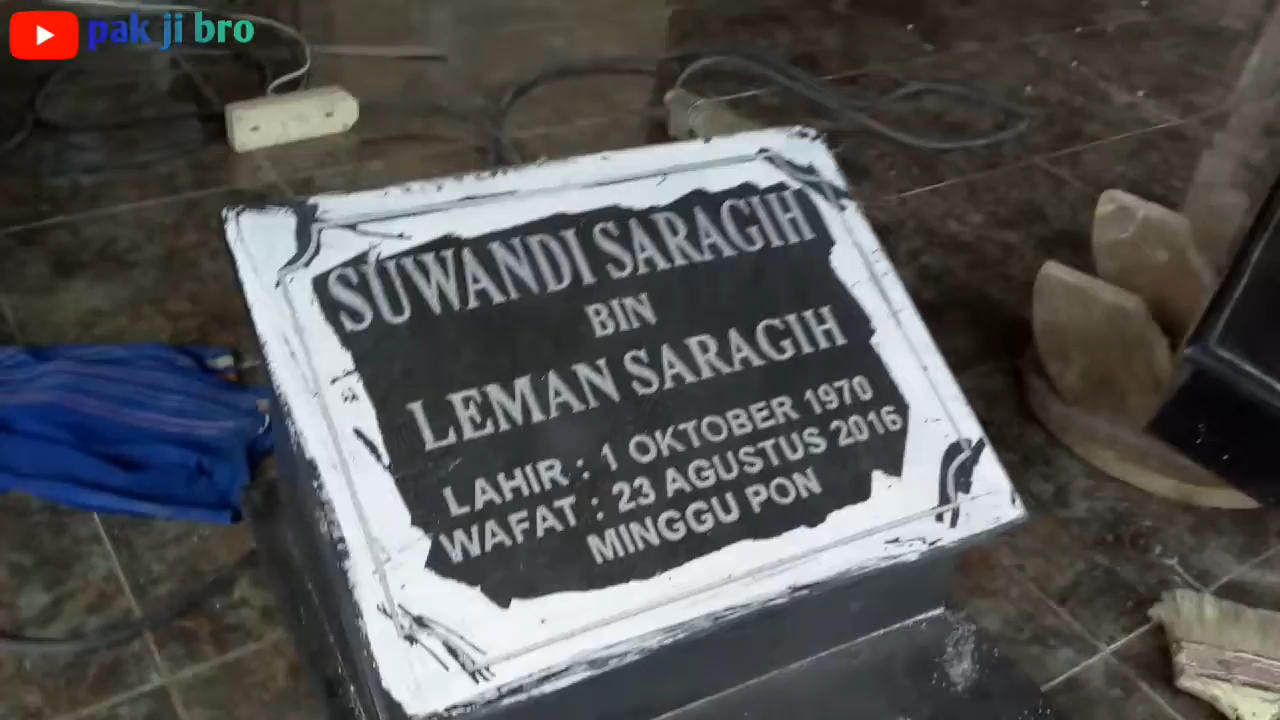 pak ji bro
SUWANDI SARAGIH
BIN
LEMAN SARAGIH
LAHIR : 1 OKTOBER 1970
WAFAT : 23 AGUSTUS 2016
MINGGU PON